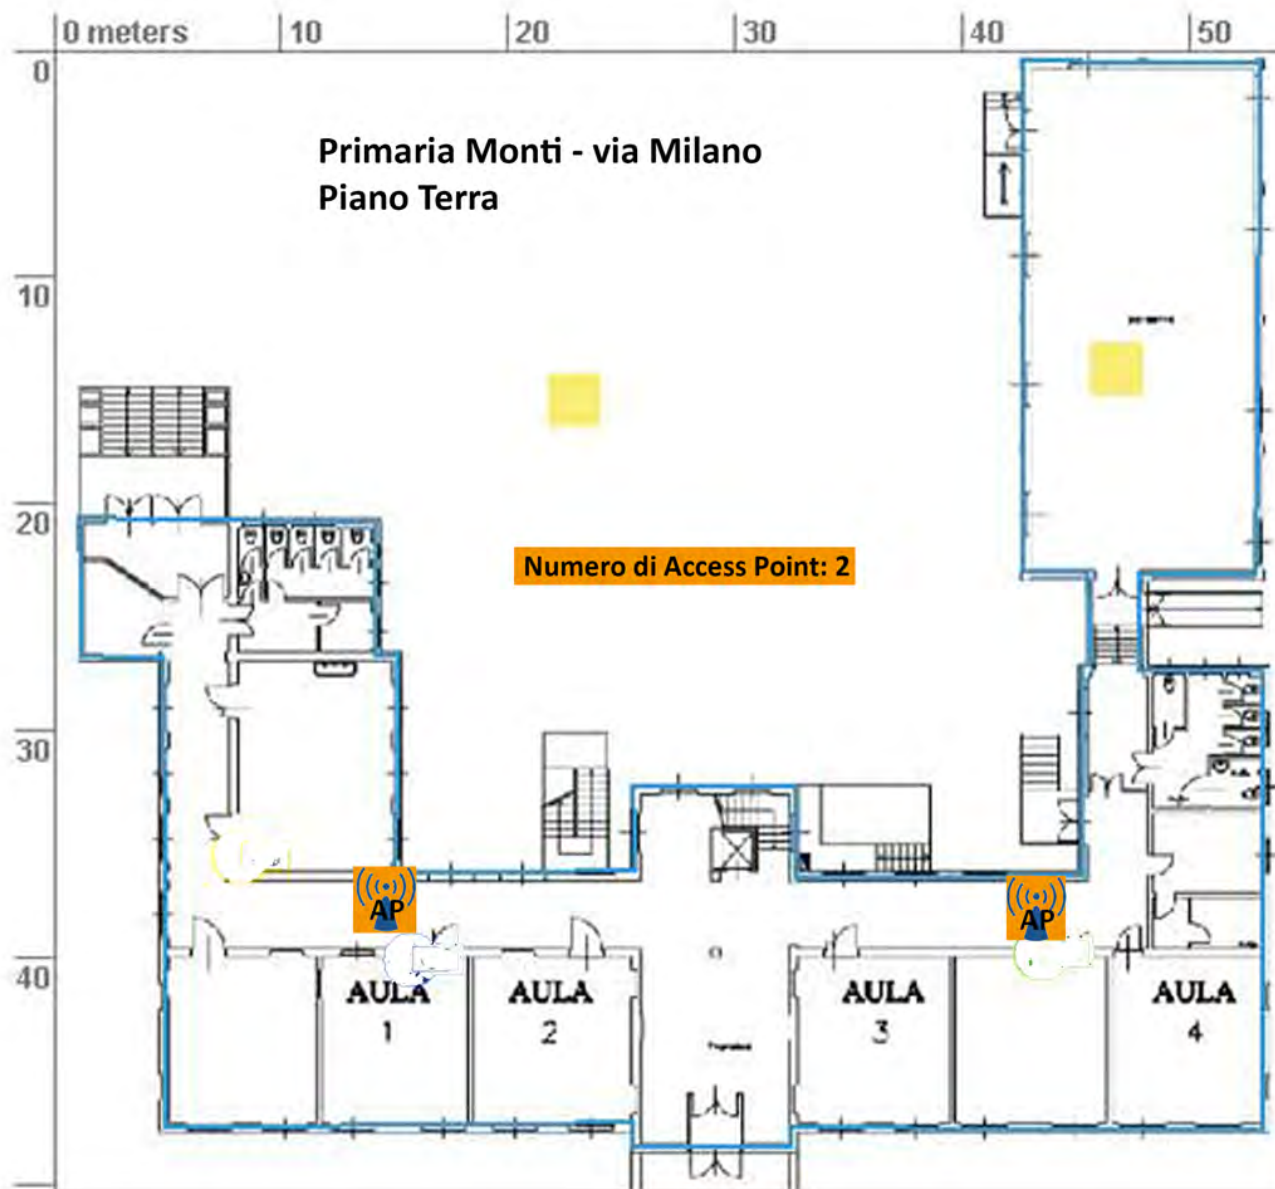 0 meters 10 20 30 40 50
0
Primaria Monti - via Milano
Piano Terra
10
20
Numero di Access Point: 2
30
AP
AP
40
AULA
1
AULA
2
AULA
3
AULA
4